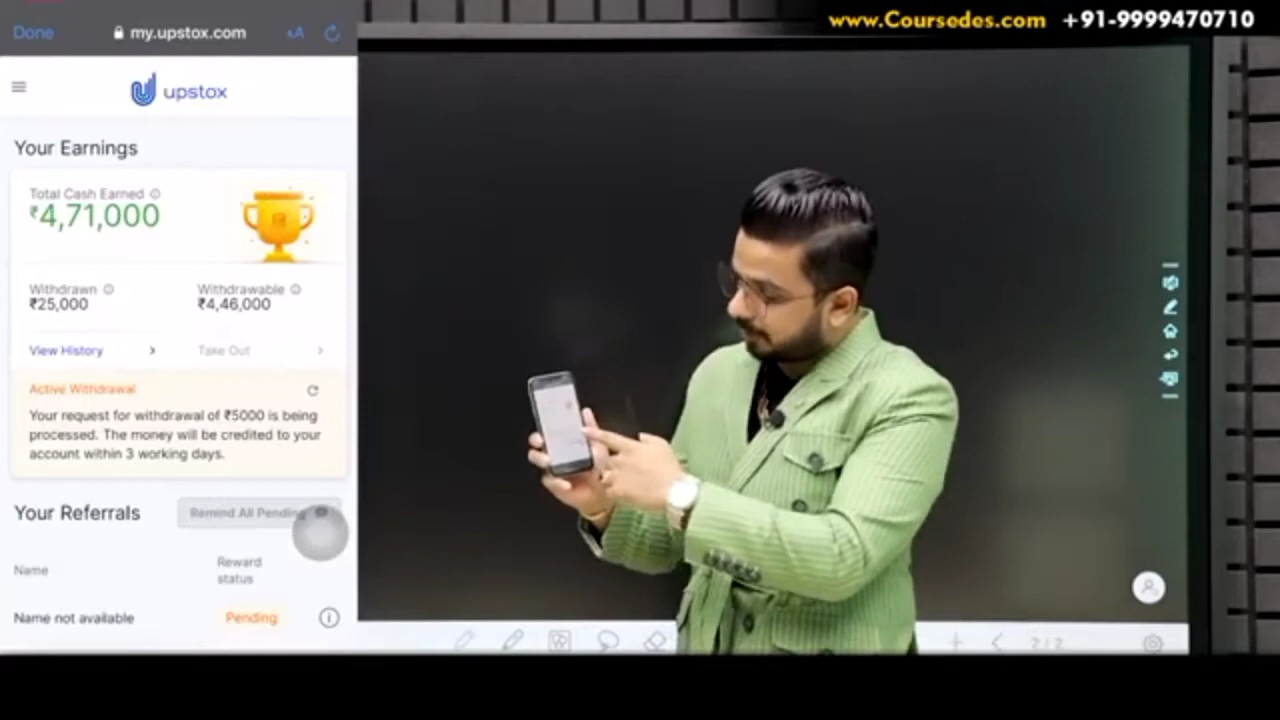 www.Coursedes.com +91-9999470710
Done my.upstox.com AA
upstox
Your Earnings
Total Cash Earned
₹4,71,000
Withdrawn Withdrawable
₹25,000 ₹4,46,000
View History > Take Out >
Active Withdrawal
Your request for withdrawal of ₹5000 is being
processed. The money will be credited to your
account within 3 working days.
Your Referrals Remind All Pending
Name Reward
status
Name not available Pending
2/2